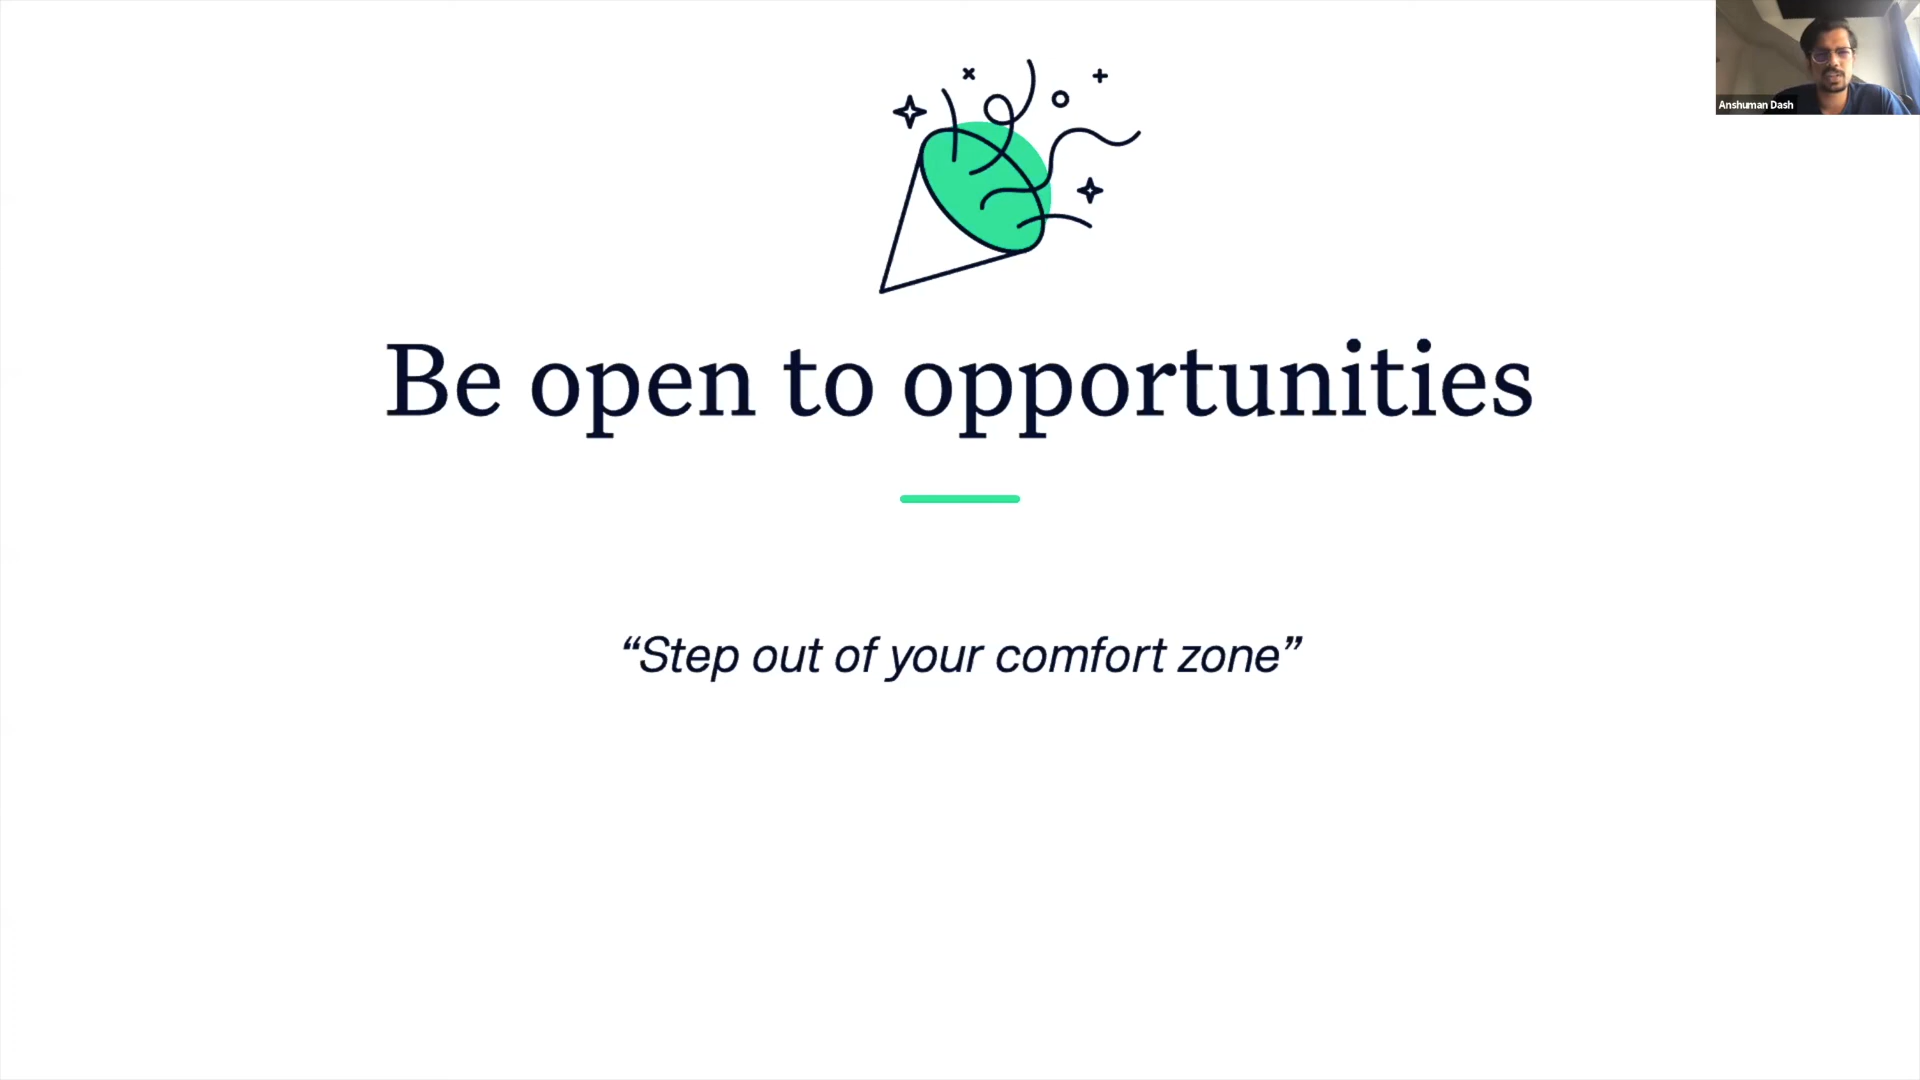 Anshuman Dash
Be open to opportunities
“Step out of your comfort zone”